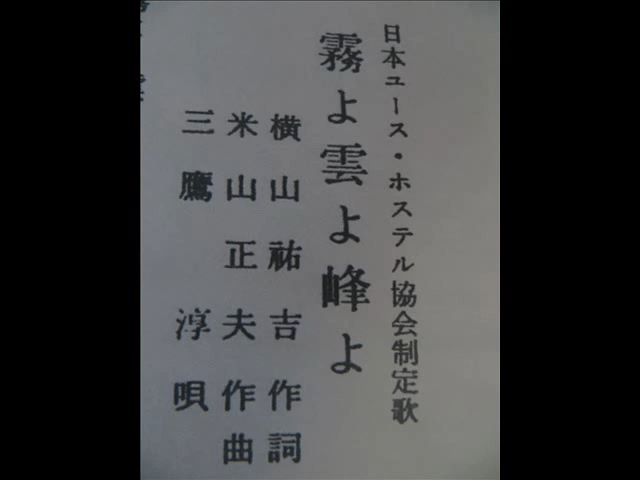 日本ユース・ホステル協会制定歌
霧よ雲よ峰よ
横山祐吉作詞
米山正夫作曲
三鷹淳唄